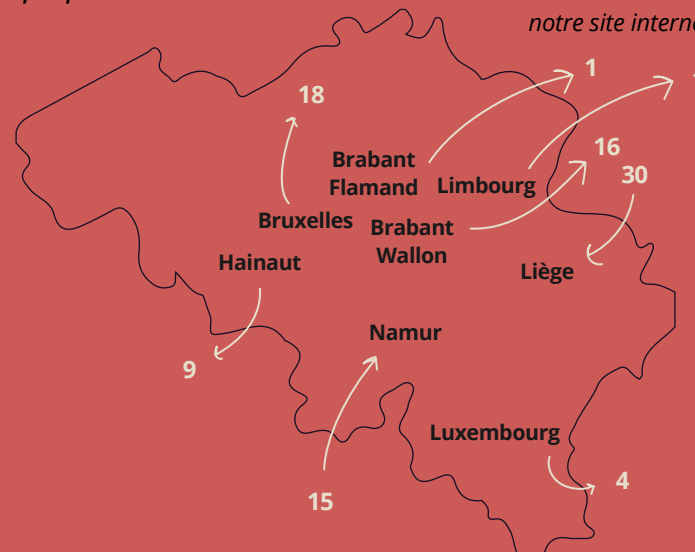 notre site interne
1
18
16
Brabant
Flamand
Limbourg
30
Bruxelles
Brabant
Wallon
Hainaut
Liège
Namur
9
Luxembourg
4
15